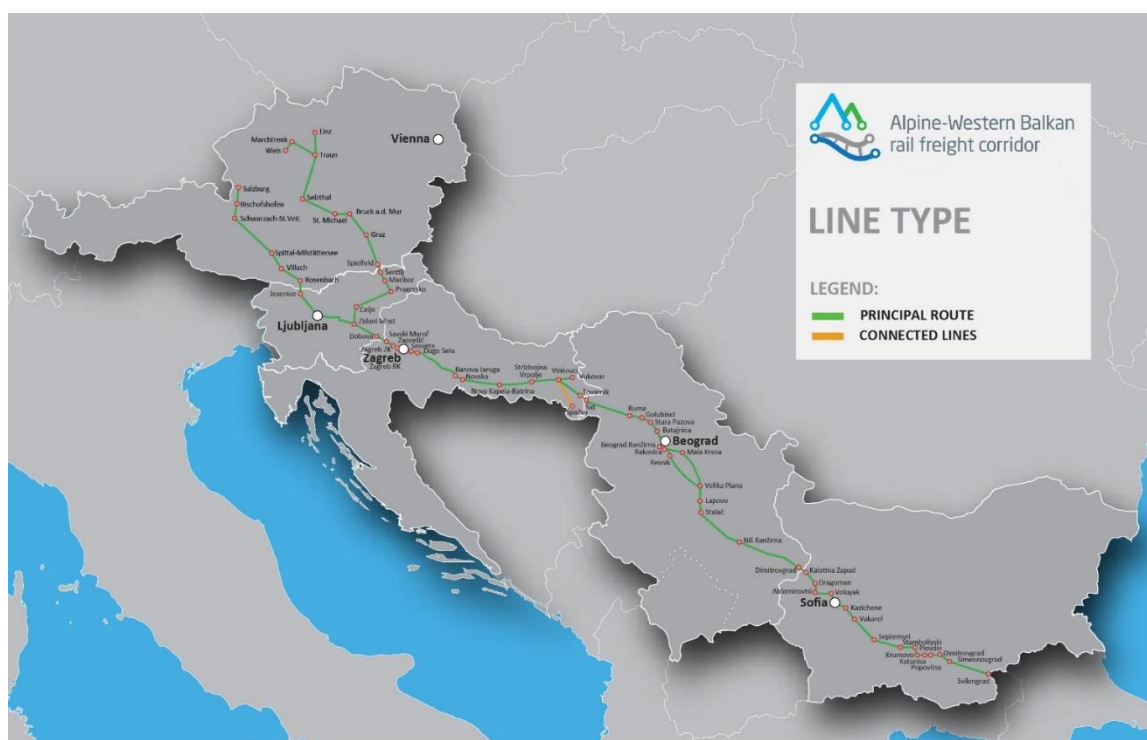 Alpine-Western Balkan
rail freight corridor
LINE TYPE
LEGEND:
PRINCIPAL ROUTE
CONNECTED LINES
Linz
Marchtrenk
Wels
Traun
Vienna
Salzburg
Bischofshofen
Schwarzach-St.Veit
Selzthal
St. Michael
Bruck a.d. Mur
Graz
Spittal-Milstättersee
Villach
Rosenbach
Jesenice
Spielfeld
Šentilj
Maribor
Pragersko
Celje
Zidani Most
Ljubljana
Dobova
Savski Marof
Zaprešić
Sesvete
Dugo Selo
Zagreb ZK
Zagreb
Zagreb RK
Banova Jaruga
Novska
Nova Kapela-Batrina
Strizivojna
Vrpolje
Vinkovci
Vukovar
Tovarnik
Šid
Ruma
Golubinci
Stara Pazova
Batajnica
Beograd
Beograd Ranžirna
Rakovica
Resnik
Mala Krsna
Velika Plana
Lapovo
Stalać
Niš Ranžirna
Dimitrovgrad
Kalotina Zapad
Dragoman
Aldomirovtsi
Voluyak
Sofia
Kazichene
Vakarel
Septemvri
Stamboliyski
Plovdiv
Krumovo
Katunitsa
Popovitsa
Dimitrovgrad
Simeonovgrad
Svilengrad